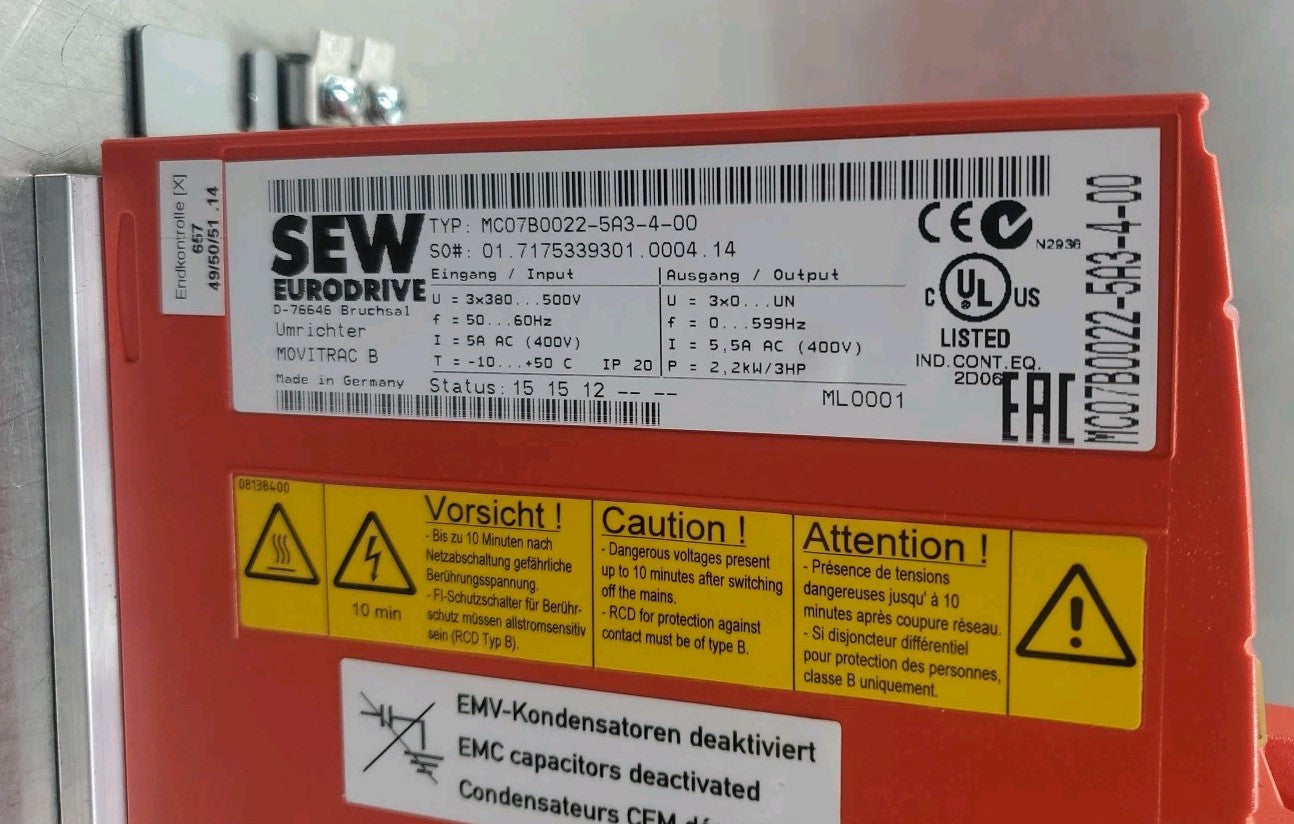 Endkontrolle [X]
657
49/50/51 .14
SEW
EURODRIVE
D-76646 Bruchsal
Umrichter
MOVITRAC B
Made in Germany
TYP: MC07B0022-5A3-4-00
SO#: 01.7175339301.0004.14
Eingang / Input
U = 3x380...500V
f = 50...60Hz
I = 5A AC (400V)
T = -10...+50 C IP 20
Ausgang / Output
U = 3x0...UN
f = 0...599Hz
I = 5,5A AC (400V)
P = 2,2kW/3HP
Status: 15 15 12 -- --
ML0001
CE
N2936
C UL US
LISTED
IND.CONT.EQ.
2D06
EAC
MC07B0022-5A3-4-00
08138400
10 min
Vorsicht !
- Bis zu 10 Minuten nach
Netzabschaltung gefährliche
Berührungsspannung.
- FI-Schutzschalter für Berühr-
schutz müssen allstromsensitiv
sein (RCD Typ B).
Caution !
- Dangerous voltages present
up to 10 minutes after switching
off the mains.
- RCD for protection against
contact must be of type B.
Attention !
- Présence de tensions
dangereuses jusqu' à 10
minutes après coupure réseau.
- Si disjoncteur différentiel
pour protection des personnes,
classe B uniquement.
EMV-Kondensatoren deaktiviert
EMC capacitors deactivated
Condensateurs CEM